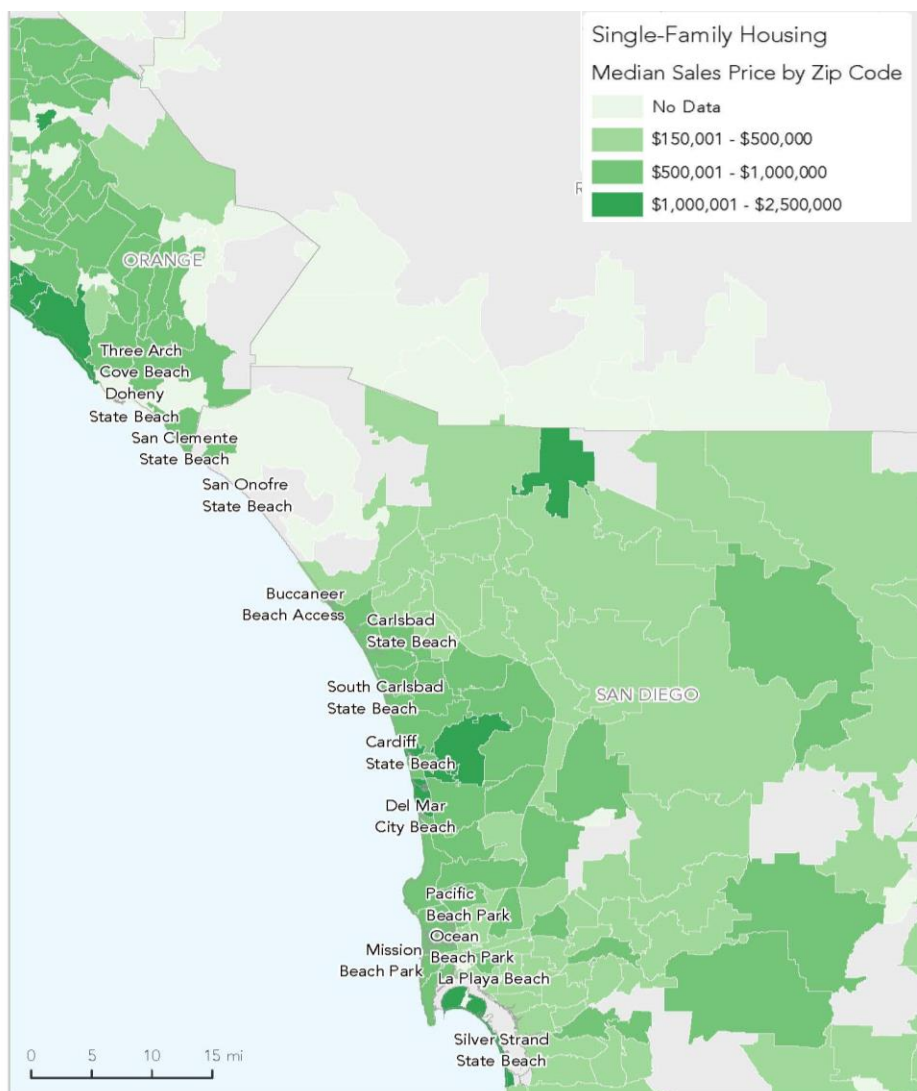 Single-Family Housing
Median Sales Price by Zip Code
No Data
$150,001 - $500,000
$500,001 - $1,000,000
$1,000,001 - $2,500,000
R
ORANGE
Three Arch
Cove Beach
Doheny
State Beach
San Clemente
State Beach
San Onofre
State Beach
Buccaneer
Beach Access
Carlsbad
State Beach
South Carlsbad
State Beach
SAN DIEGO
Cardiff
State Beach
Del Mar
City Beach
Pacific
Beach Park
Ocean
Beach Park
Mission
Beach Park
La Playa Beach
Silver Strand
State Beach
0 5 10 15 mi